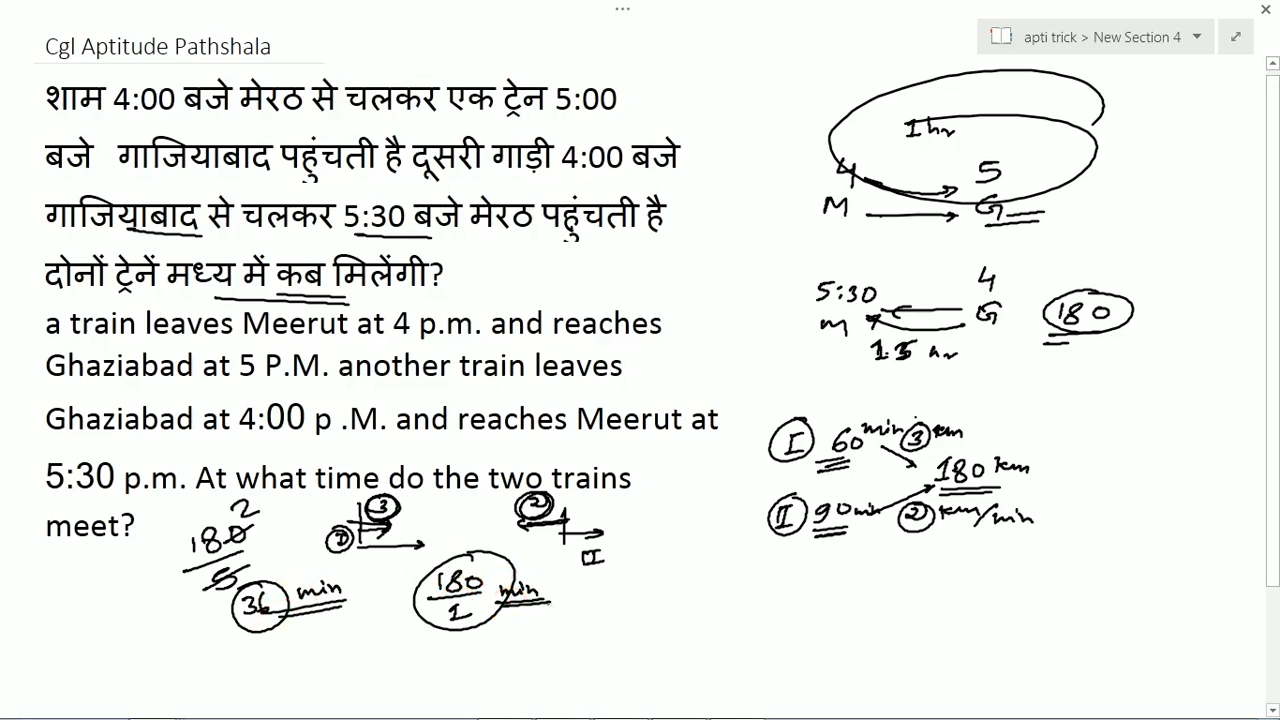 Cgl Aptitude Pathshala
apti trick > New Section 4
शाम 4:00 बजे मेरठ से चलकर एक ट्रेन 5:00
बजे गाजियाबाद पहुंचती है दूसरी गाड़ी 4:00 बजे
गाजियाबाद से चलकर 5:30 बजे मेरठ पहुंचती है
दोनों ट्रेनें मध्य में कब मिलेंगी?
a train leaves Meerut at 4 p.m. and reaches
Ghaziabad at 5 P.M. another train leaves
Ghaziabad at 4:00 p .M. and reaches Meerut at
5:30 p.m. At what time do the two trains
meet?
1 hr
4 5
M G
5:30 4
M G 180
1.5 hr
I 60 min 3 km
180 km
II 90 min 2 km/min
2
180
5
36 min
3 2
I II
180
1
min